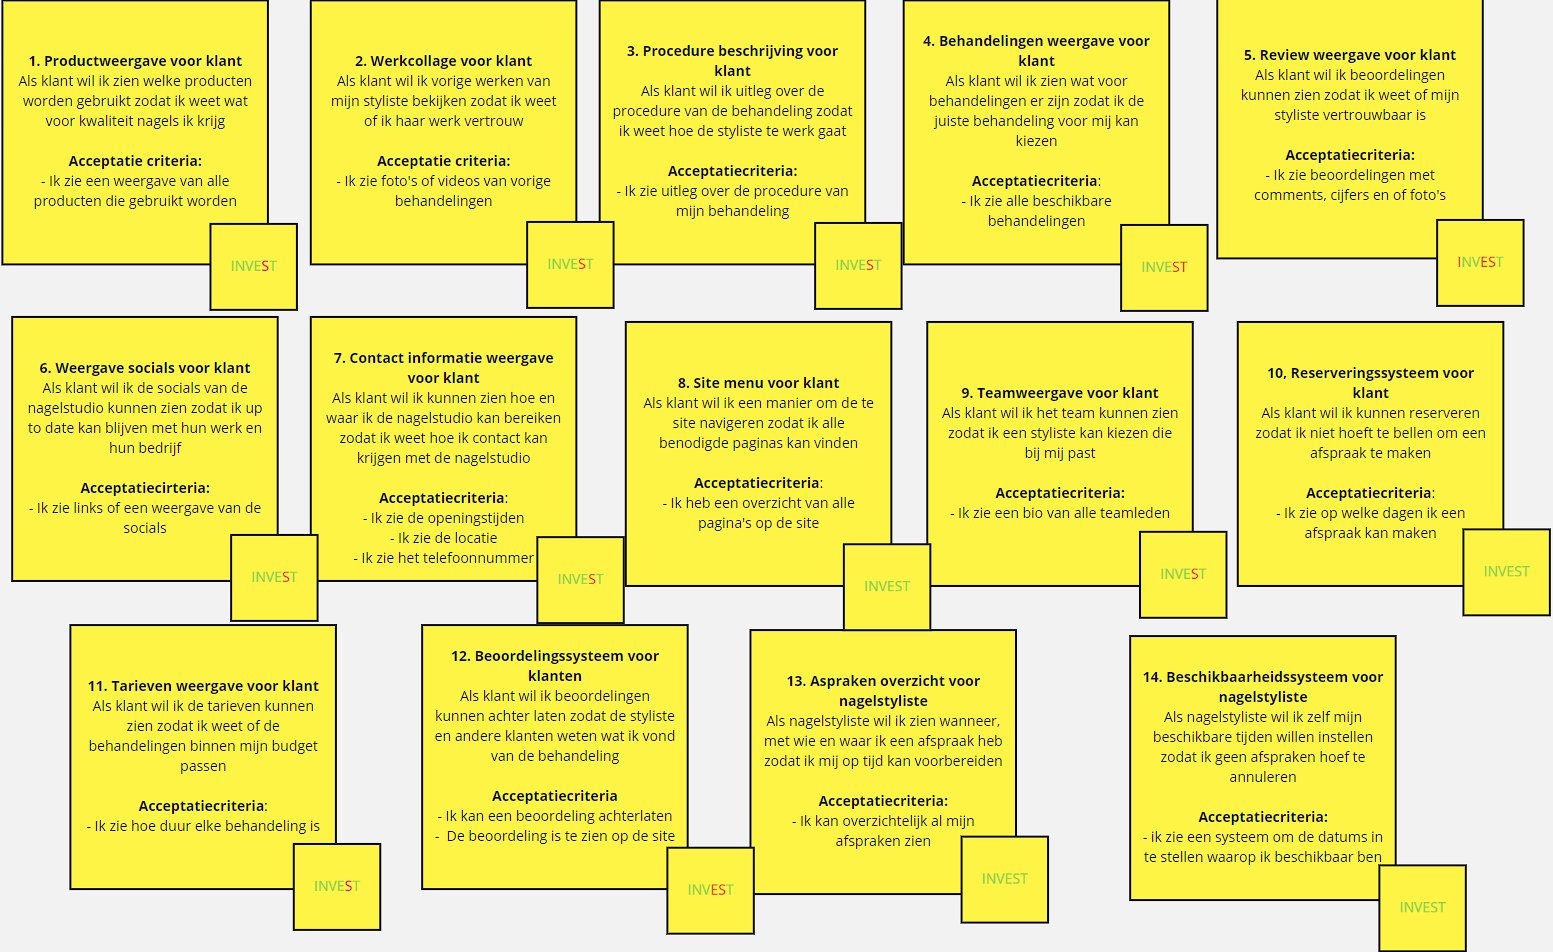 1. Productweergave voor klant
Als klant wil ik zien welke producten
worden gebruikt zodat ik weet wat
voor kwaliteit nagels ik krijg
Acceptatie criteria:
- Ik zie een weergave van alle
producten die gebruikt worden
INVEST
2. Werkcollage voor klant
Als klant wil ik vorige werken van
mijn styliste bekijken zodat ik weet
of ik haar werk vertrouw
Acceptatie criteria:
- Ik zie foto's of videos van vorige
behandelingen
INVEST
3. Procedure beschrijving voor
klant
Als klant wil ik uitleg over de
procedure van de behandeling zodat
ik weet hoe de styliste te werk gaat
Acceptatiecriteria:
- Ik zie uitleg over de procedure van
mijn behandeling
INVEST
4. Behandelingen weergave voor
klant
Als klant wil ik zien wat voor
behandelingen er zijn zodat ik de
juiste behandeling voor mij kan
kiezen
Acceptatiecriteria:
- Ik zie alle beschikbare
behandelingen
INVEST
5. Review weergave voor klant
Als klant wil ik beoordelingen
kunnen zien zodat ik weet of mijn
styliste vertrouwbaar is
Acceptatiecriteria:
- Ik zie beoordelingen met
comments, cijfers en of foto's
INVEST
6. Weergave socials voor klant
Als klant wil ik de socials van de
nagelstudio kunnen zien zodat ik up
to date kan blijven met hun werk en
hun bedrijf
Acceptatiecirteria:
- Ik zie links of een weergave van de
socials
INVEST
7. Contact informatie weergave
voor klant
Als klant wil ik kunnen zien hoe en
waar ik de nagelstudio kan bereiken
zodat ik weet hoe ik contact kan
krijgen met de nagelstudio
Acceptatiecriteria:
- Ik zie de openingstijden
- Ik zie de locatie
- Ik zie het telefoonnummer
INVEST
8. Site menu voor klant
Als klant wil ik een manier om de te
site navigeren zodat ik alle
benodigde paginas kan vinden
Acceptatiecriteria:
- Ik heb een overzicht van alle
pagina's op de site
INVEST
9. Teamweergave voor klant
Als klant wil ik het team kunnen zien
zodat ik een styliste kan kiezen die
bij mij past
Acceptatiecriteria:
- Ik zie een bio van alle teamleden
INVEST
10, Reserveringssysteem voor
klant
Als klant wil ik kunnen reserveren
zodat ik niet hoeft te bellen om een
afspraak te maken
Acceptatiecriteria:
- Ik zie op welke dagen ik een
afspraak kan maken
INVEST
11. Tarieven weergave voor klant
Als klant wil ik de tarieven kunnen
zien zodat ik weet of de
behandelingen binnen mijn budget
passen
Acceptatiecriteria:
- Ik zie hoe duur elke behandeling is
INVEST
12. Beoordelingssysteem voor
klanten
Als klant wil ik beoordelingen
kunnen achter laten zodat de styliste
en andere klanten weten wat ik vond
van de behandeling
Acceptatiecriteria
- Ik kan een beoordeling achterlaten
- De beoordeling is te zien op de site
INVEST
13. Aspraken overzicht voor
nagelstyliste
Als nagelstyliste wil ik zien wanneer,
met wie en waar ik een afspraak heb
zodat ik mij op tijd kan voorbereiden
Acceptatiecriteria:
- Ik kan overzichtelijk al mijn
afspraken zien
INVEST
14. Beschikbaarheidssysteem voor
nagelstyliste
Als nagelstyliste wil ik zelf mijn
beschikbare tijden willen instellen
zodat ik geen afspraken hoef te
annuleren
Acceptatiecriteria:
- ik zie een systeem om de datums in
te stellen waarop ik beschikbaar ben
INVEST